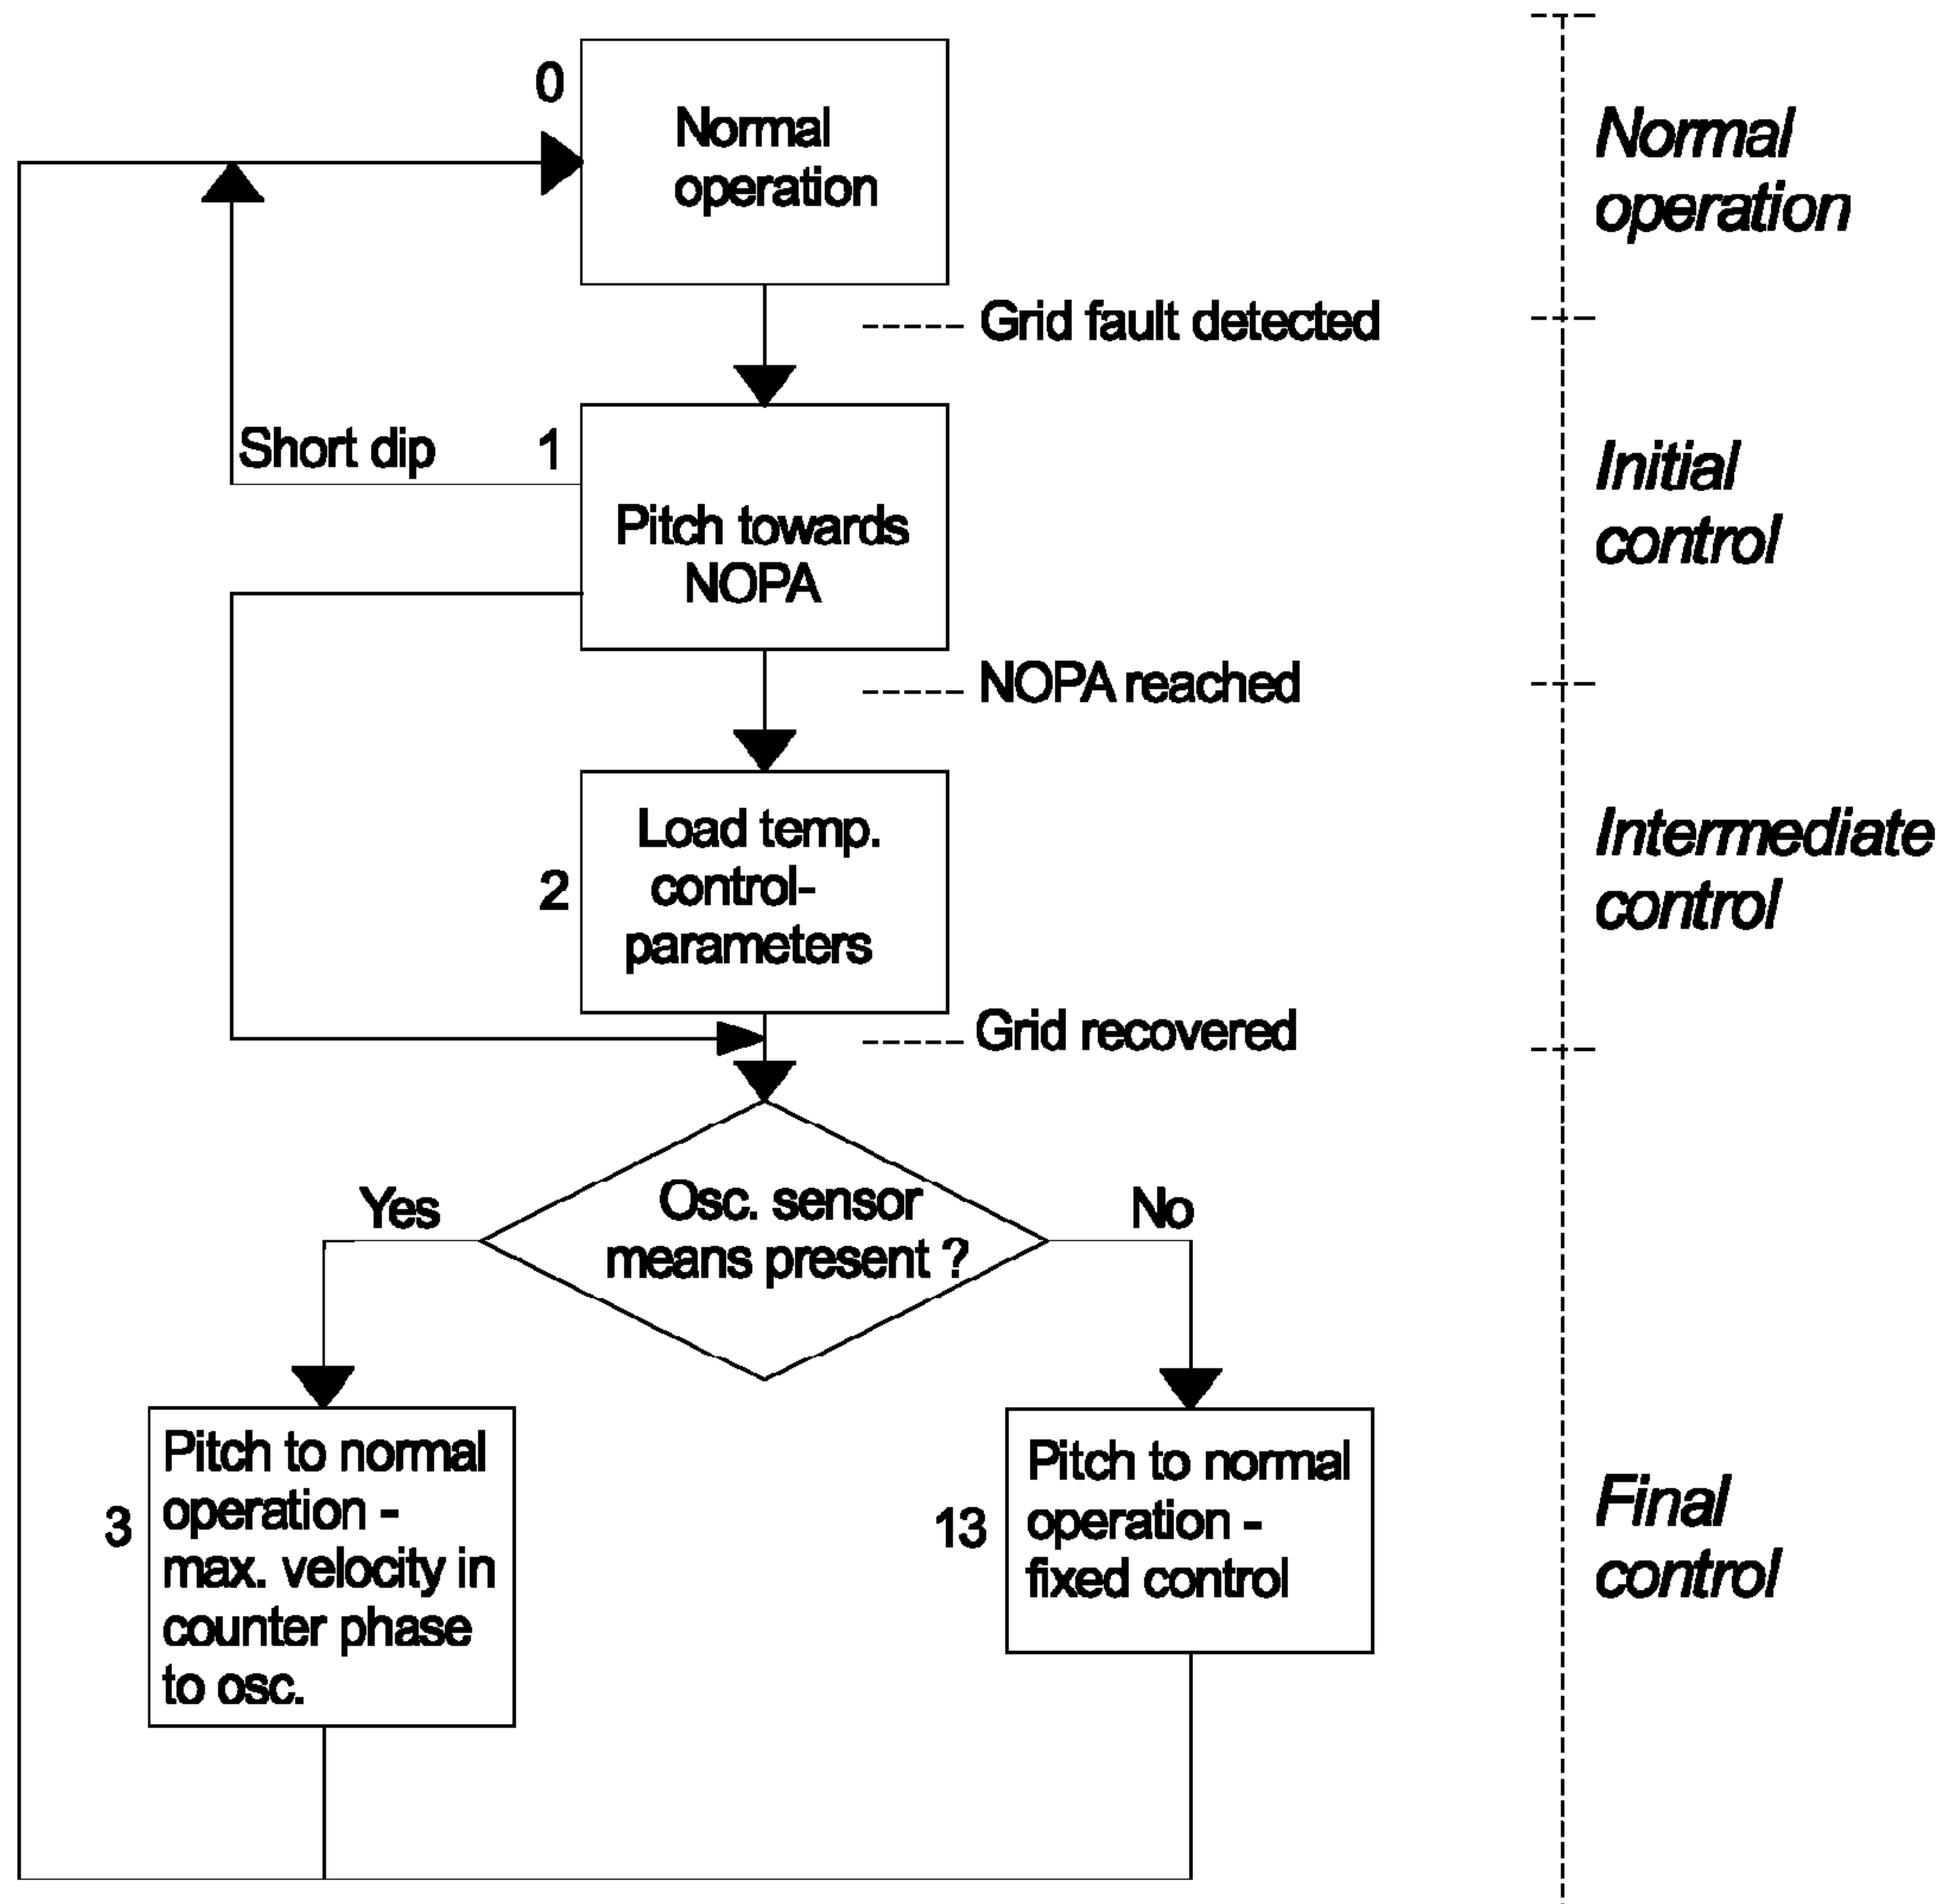 0
Normal
operation
Normal
operation
Grid fault detected
Short dip
1
Pitch towards
NOPA
Initial
control
NOPA reached
2
Load temp.
control-
parameters
Intermediate
control
Grid recovered
Yes
Osc. sensor
means present ?
No
3
Pitch to normal
operation -
max. velocity in
counter phase
to osc.
13
Pitch to normal
operation -
fixed control
Final
control